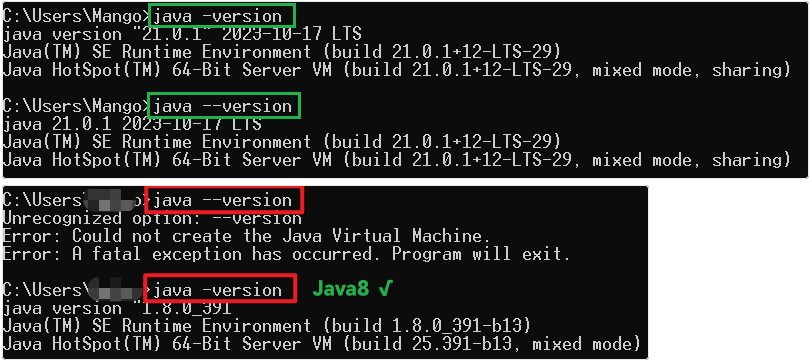 C:\Users\Mango>java -version
java version "21.0.1" 2023-10-17 LTS
Java(TM) SE Runtime Environment (build 21.0.1+12-LTS-29)
Java HotSpot(TM) 64-Bit Server VM (build 21.0.1+12-LTS-29, mixed mode, sharing)
C:\Users\Mango>java --version
java 21.0.1 2023-10-17 LTS
Java(TM) SE Runtime Environment (build 21.0.1+12-LTS-29)
Java HotSpot(TM) 64-Bit Server VM (build 21.0.1+12-LTS-29, mixed mode, sharing)
C:\Users\ >java --version
Unrecognized option: --version
Error: Could not create the Java Virtual Machine.
Error: A fatal exception has occurred. Program will exit.
C:\Users\ >java -version Java8 √
java version "1.8.0_391
Java(TM) SE Runtime Environment (build 1.8.0_391-b13)
Java HotSpot(TM) 64-Bit Server VM (build 25.391-b13, mixed mode)